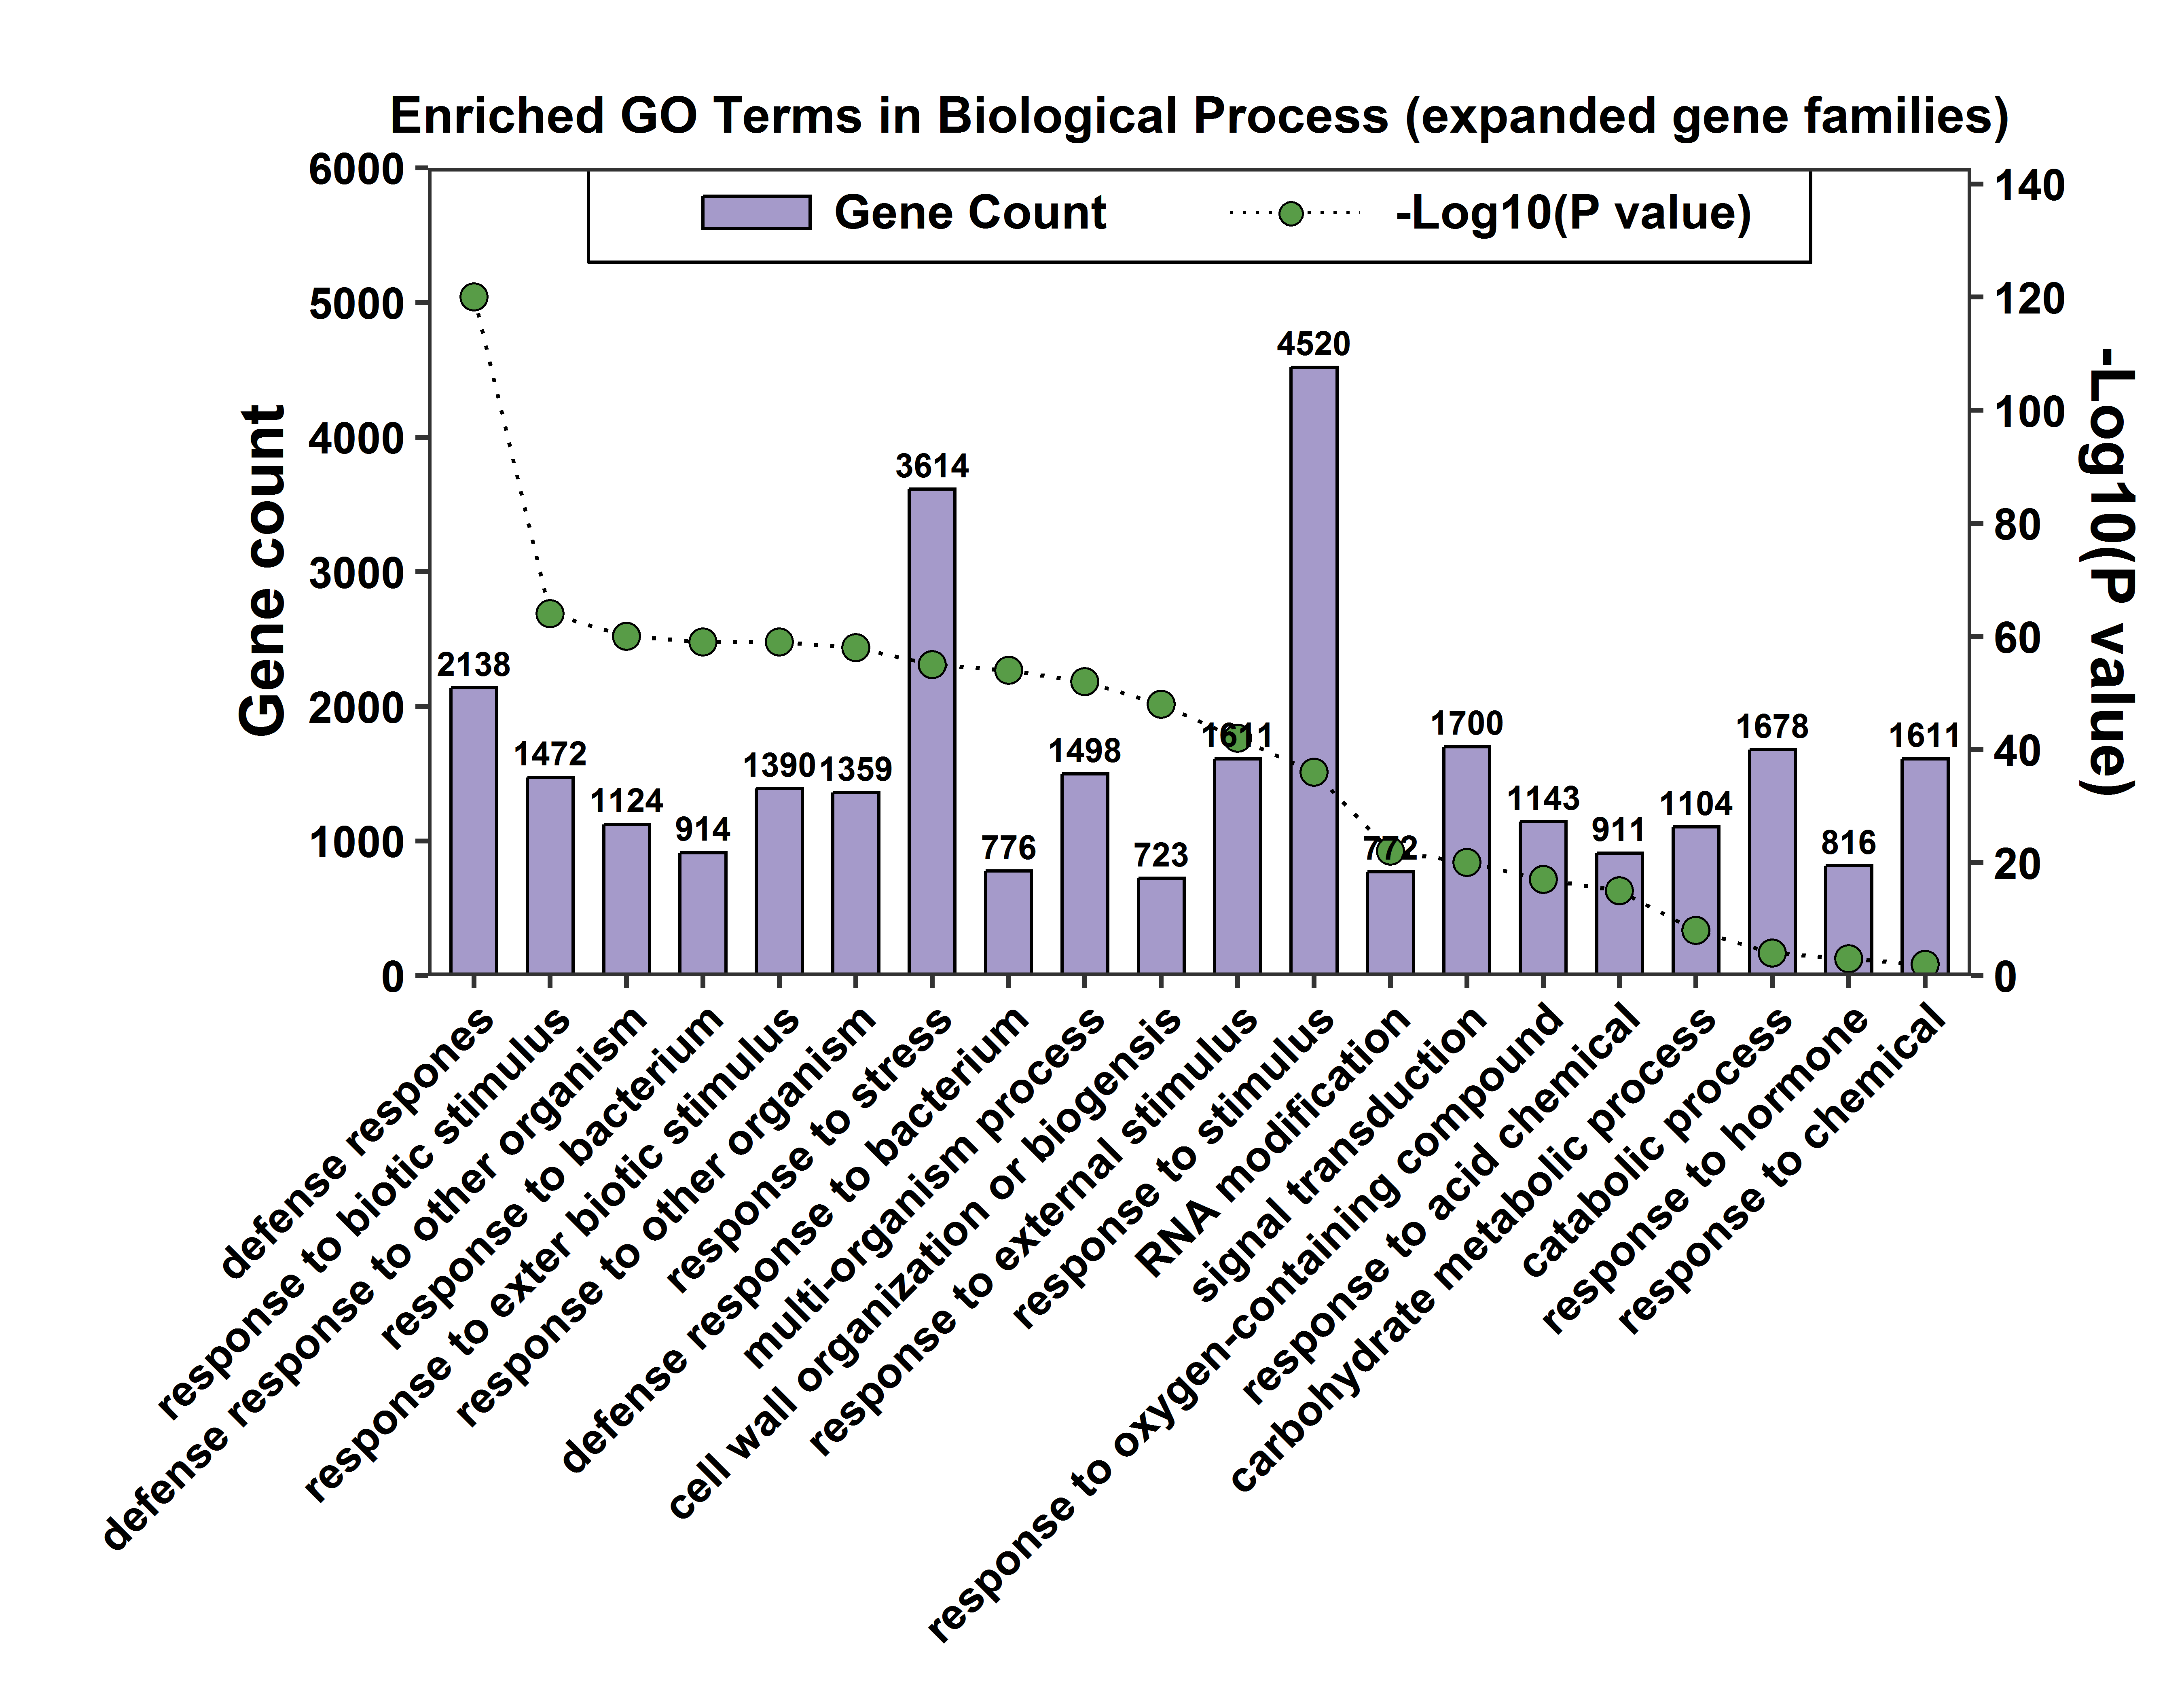 Enriched GO Terms in Biological Process (expanded gene families)
Gene Count
-Log10(P value)
6000
5000
4000
3000
2000
1000
0
Gene count
140
120
100
80
60
40
20
0
-Log10(P value)
2138
1472
1124
914
1390
1359
3614
776
1498
723
1611
4520
772
1700
1143
911
1104
1678
816
1611
defense respones
response to biotic stimulus
defense response to other organism
response to bacterium
response to exter biotic stimulus
response to other organism
response to stress
defense response to bacterium
multi-organism process
cell wall organization or biogensis
response to external stimulus
response to stimulus
RNA modification
signal transduction
response to oxygen-containing compound
response to acid chemical
carbohydrate metabolic process
catabolic process
response to hormone
response to chemical